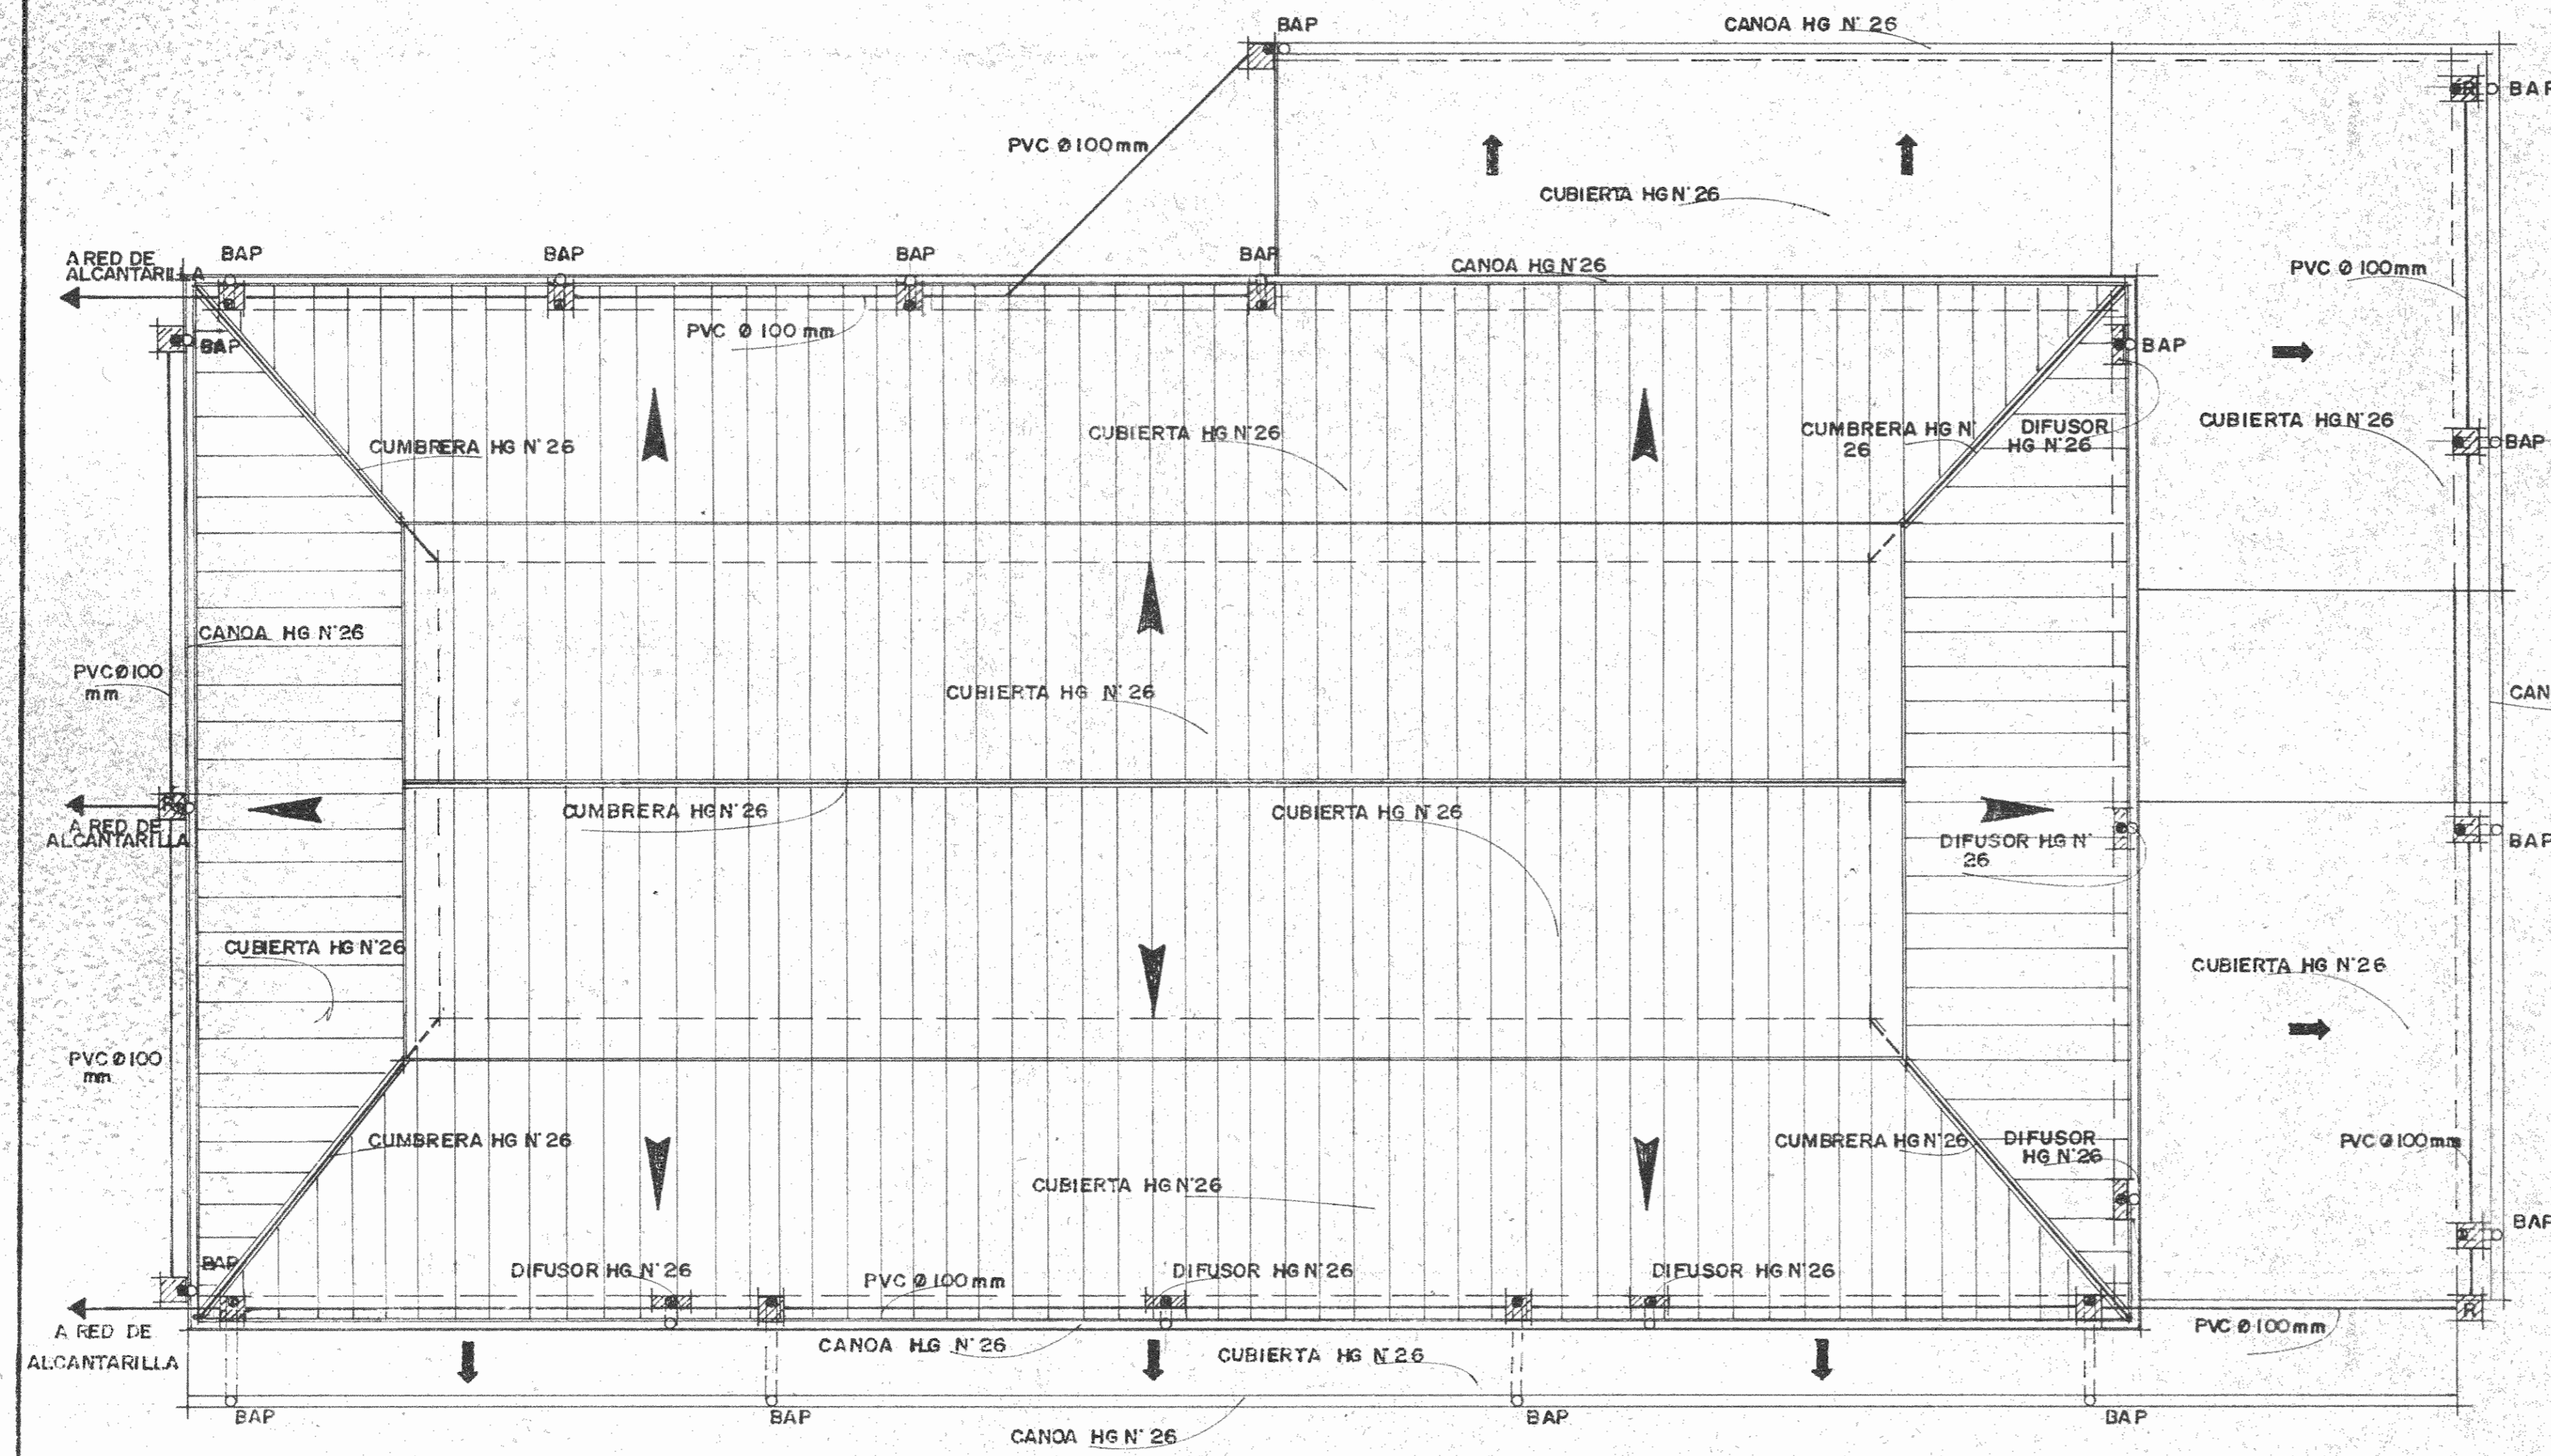 BAP
CANOA HG N° 26
BAP
PVC Ø 100mm
CUBIERTA HG N° 26
A RED DE
ALCANTARILLA
BAP
BAP
BAP
BAP
CANOA HG N° 26
PVC Ø 100mm
PVC Ø 100 mm
BAP
BAP
CUBIERTA HG N° 26
CUMBRERA HG N° 26
CUBIERTA HG N° 26
CUMBRERA HG N°
26
DIFUSOR
HG N° 26
BAP
CANOA HG N° 26
PVC Ø 100
mm
CUBIERTA HG N° 26
CAN
CUMBRERA HG N° 26
CUBIERTA HG N° 26
A RED DE
ALCANTARILLA
DIFUSOR HG N°
26
BAP
CUBIERTA HG N° 26
CUBIERTA HG N° 26
PVC Ø 100
mm
CUMBRERA HG N° 26
CUMBRERA HG N° 26
DIFUSOR
HG N° 26
PVC Ø 100mm
CUBIERTA HG N° 26
BAP
BAP
DIFUSOR HG N° 26
PVC Ø 100mm
DIFUSOR HG N° 26
DIFUSOR HG N° 26
R
A RED DE
ALCANTARILLA
CANOA H.G N° 26
CUBIERTA HG N° 26
PVC Ø 100mm
BAP
BAP
BAP
BAP
CANOA HG N° 26